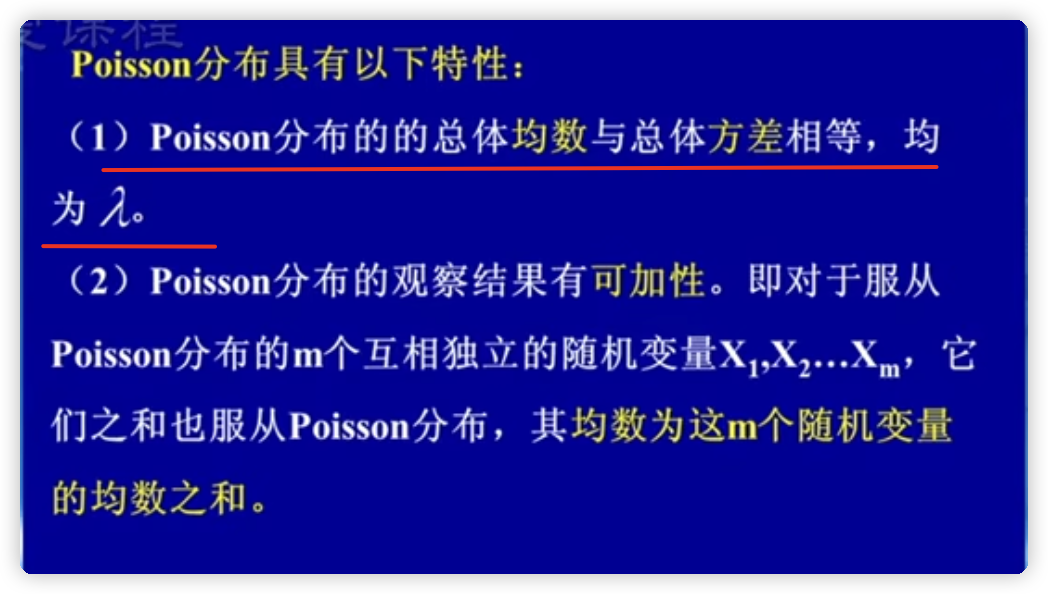 课程
Poisson分布具有以下特性：
（1）Poisson分布的的总体均数与总体方差相等，均
为 λ。
（2）Poisson分布的观察结果有可加性。即对于服从
Poisson分布的m个互相独立的随机变量X₁,X₂…Xₘ，它
们之和也服从Poisson分布，其均数为这m个随机变量
的均数之和。